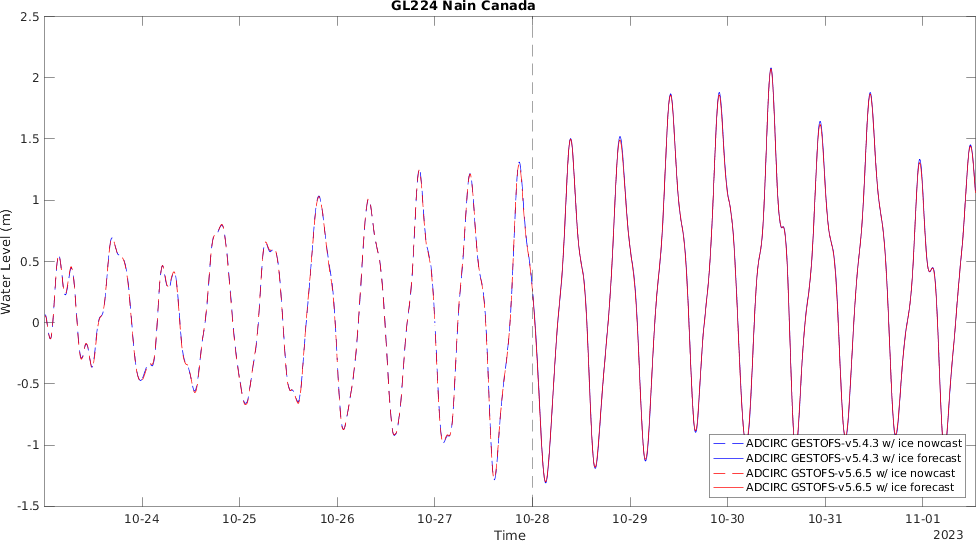 GL224 Nain Canada
2.5
2
1.5
1
0.5
0
-0.5
-1
-1.5
Water Level (m)
ADCIRC GESTOFS-v5.4.3 w/ ice nowcast
ADCIRC GESTOFS-v5.4.3 w/ ice forecast
ADCIRC GSTOFS-v5.6.5 w/ ice nowcast
ADCIRC GSTOFS-v5.6.5 w/ ice forecast
10-24 10-25 10-26 10-27 10-28 10-29 10-30 10-31 11-01
Time
2023